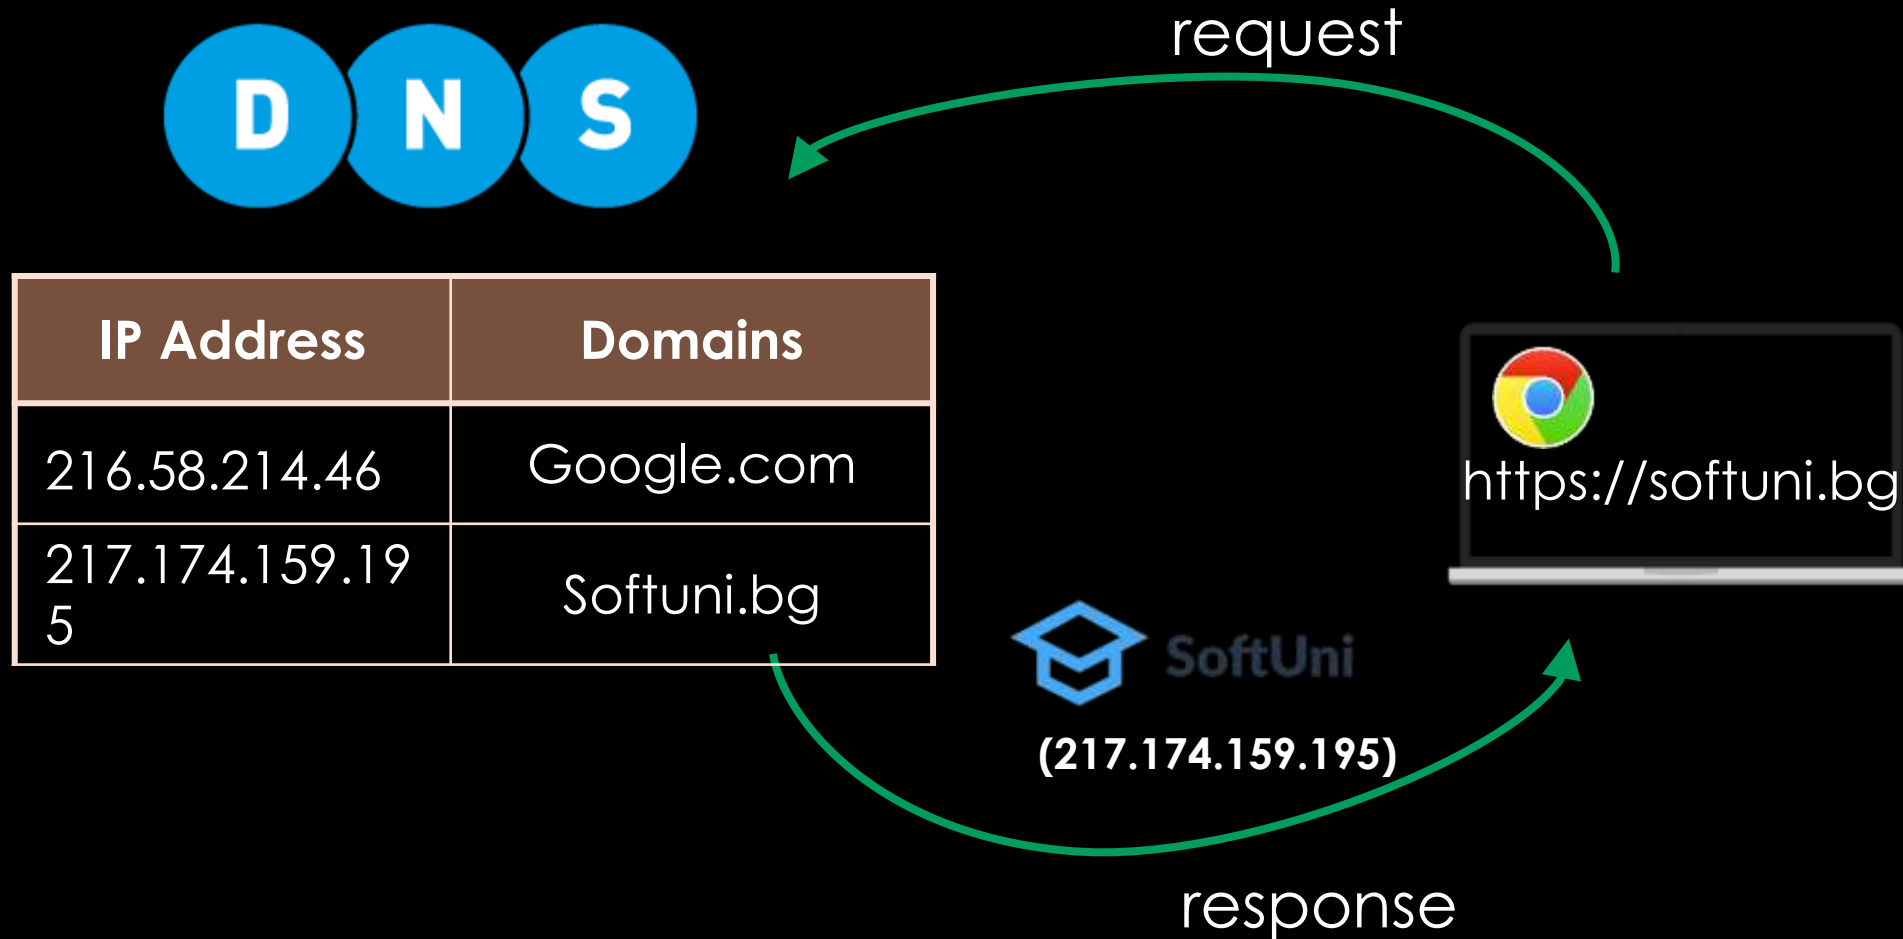 request
D N S
IP Address Domains
216.58.214.46 Google.com
217.174.159.19
5
Softuni.bg
https://softuni.bg
SoftUni
(217.174.159.195)
response